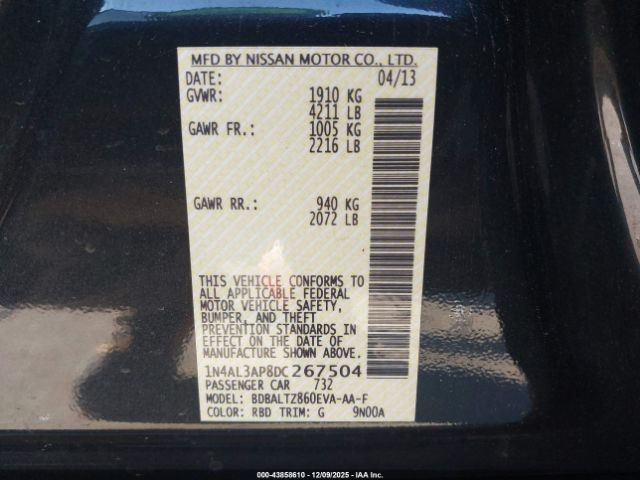 MFD BY NISSAN MOTOR CO., LTD.
DATE: 04/13
GVWR: 1910 KG
4211 LB
GAWR FR.: 1005 KG
2216 LB
GAWR RR.: 940 KG
2072 LB
THIS VEHICLE CONFORMS TO
ALL APPLICABLE FEDERAL
MOTOR VEHICLE SAFETY,
BUMPER, AND THEFT
PREVENTION STANDARDS IN
EFFECT ON THE DATE OF
MANUFACTURE SHOWN ABOVE.
1N4AL3AP8DC267504
PASSENGER CAR 732
MODEL: BDBALTZ860EVA-AA-F
COLOR: RBD TRIM: G 9N00A
000-43858610 • 12/09/2025 • iaai.com